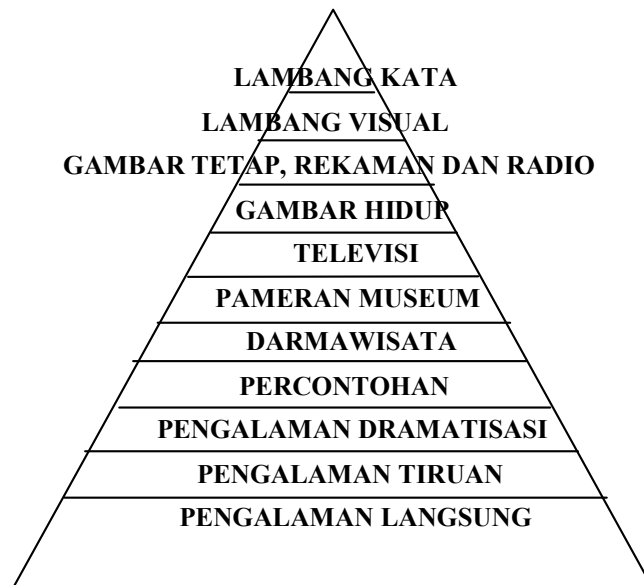 LAMBANG KATA
LAMBANG VISUAL
GAMBAR TETAP, REKAMAN DAN RADIO
GAMBAR HIDUP
TELEVISI
PAMERAN MUSEUM
DARMAWISATA
PERCONTOHAN
PENGALAMAN DRAMATISASI
PENGALAMAN TIRUAN
PENGALAMAN LANGSUNG